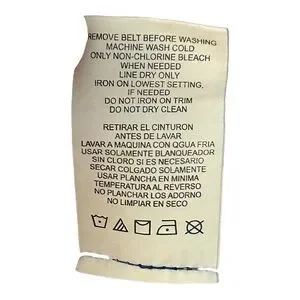 REMOVE BELT BEFORE WASHING
MACHINE WASH COLD
ONLY NON-CHLORINE BLEACH
WHEN NEEDED
LINE DRY ONLY
IRON ON LOWEST SETTING,
IF NEEDED
DO NOT IRON ON TRIM
DO NOT DRY CLEAN
RETIRAR EL CINTURON
ANTES DE LAVAR
LAVAR A MAQUINA CON QGUA FRIA
USAR SOLAMENTE BLANQUEADOR
SIN CLORO SI ES NECESARIO
SECAR COLGADO SOLAMENTE
USAR PLANCHA EN MINIMA
TEMPERATURA AL REVERSO
NO PLANCHAR LOS ADORNO
NO LIMPIAR EN SECO